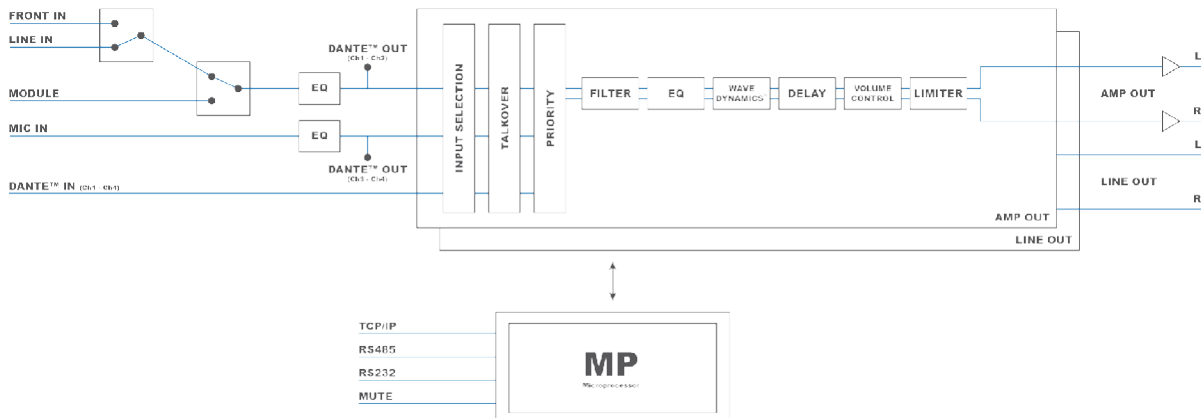 FRONT IN
LINE IN
MODULE
MIC IN
DANTE™ IN (Ch1 - Ch4)
EQ
EQ
DANTE™ OUT
(Ch1 - Ch2)
DANTE™ OUT
(Ch3 - Ch4)
INPUT SELECTION
TALKOVER
PRIORITY
FILTER
EQ
WAVE
DYNAMICS™
DELAY
VOLUME
CONTROL
LIMITER
AMP OUT
LINE OUT
L
AMP OUT
R
L
LINE OUT
R
TCP/IP
RS485
RS232
MUTE
MP
Microprocessor